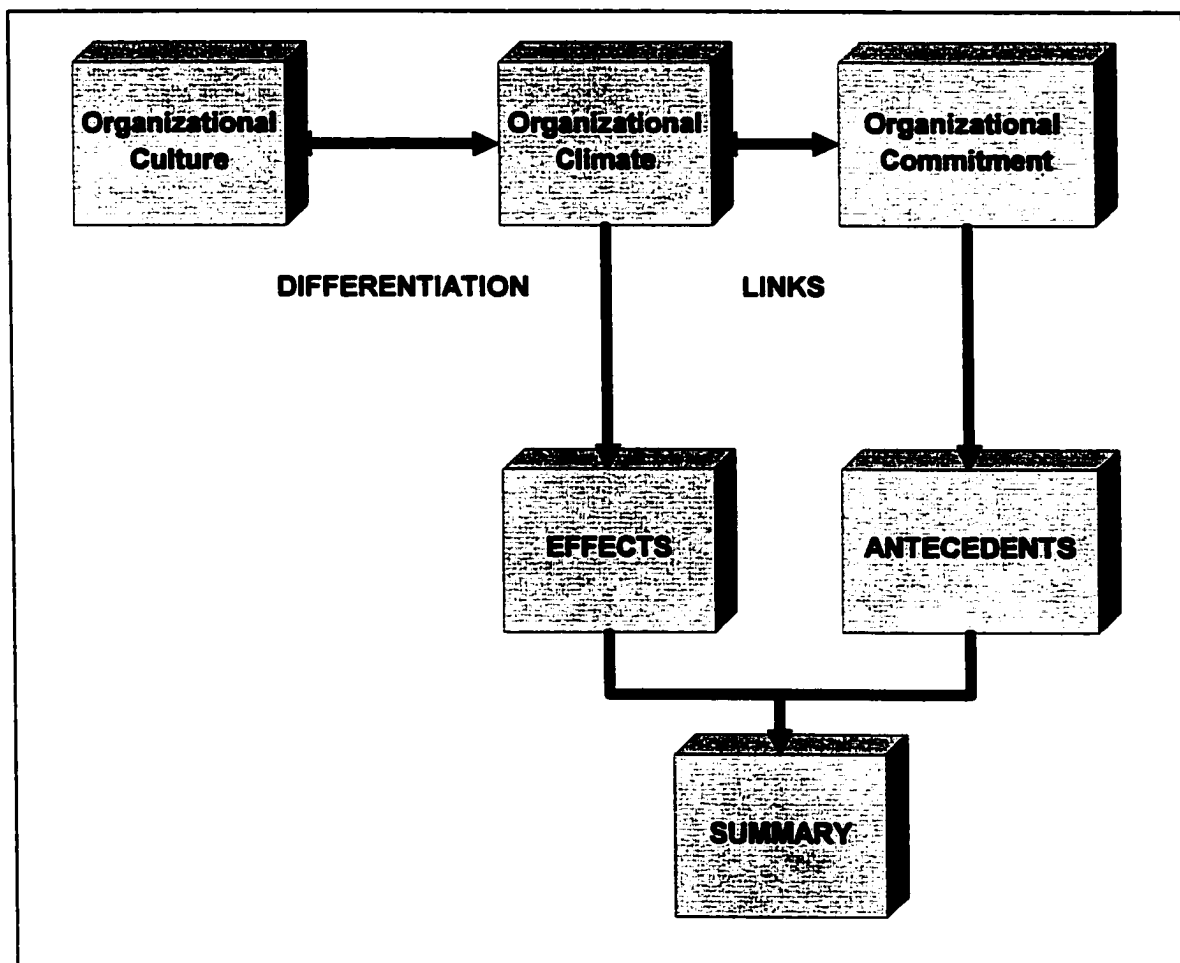 Organizational
Culture
Organizational
Climate
Organizational
Commitment
DIFFERENTIATION
LINKS
EFFECTS
ANTECEDENTS
SUMMARY